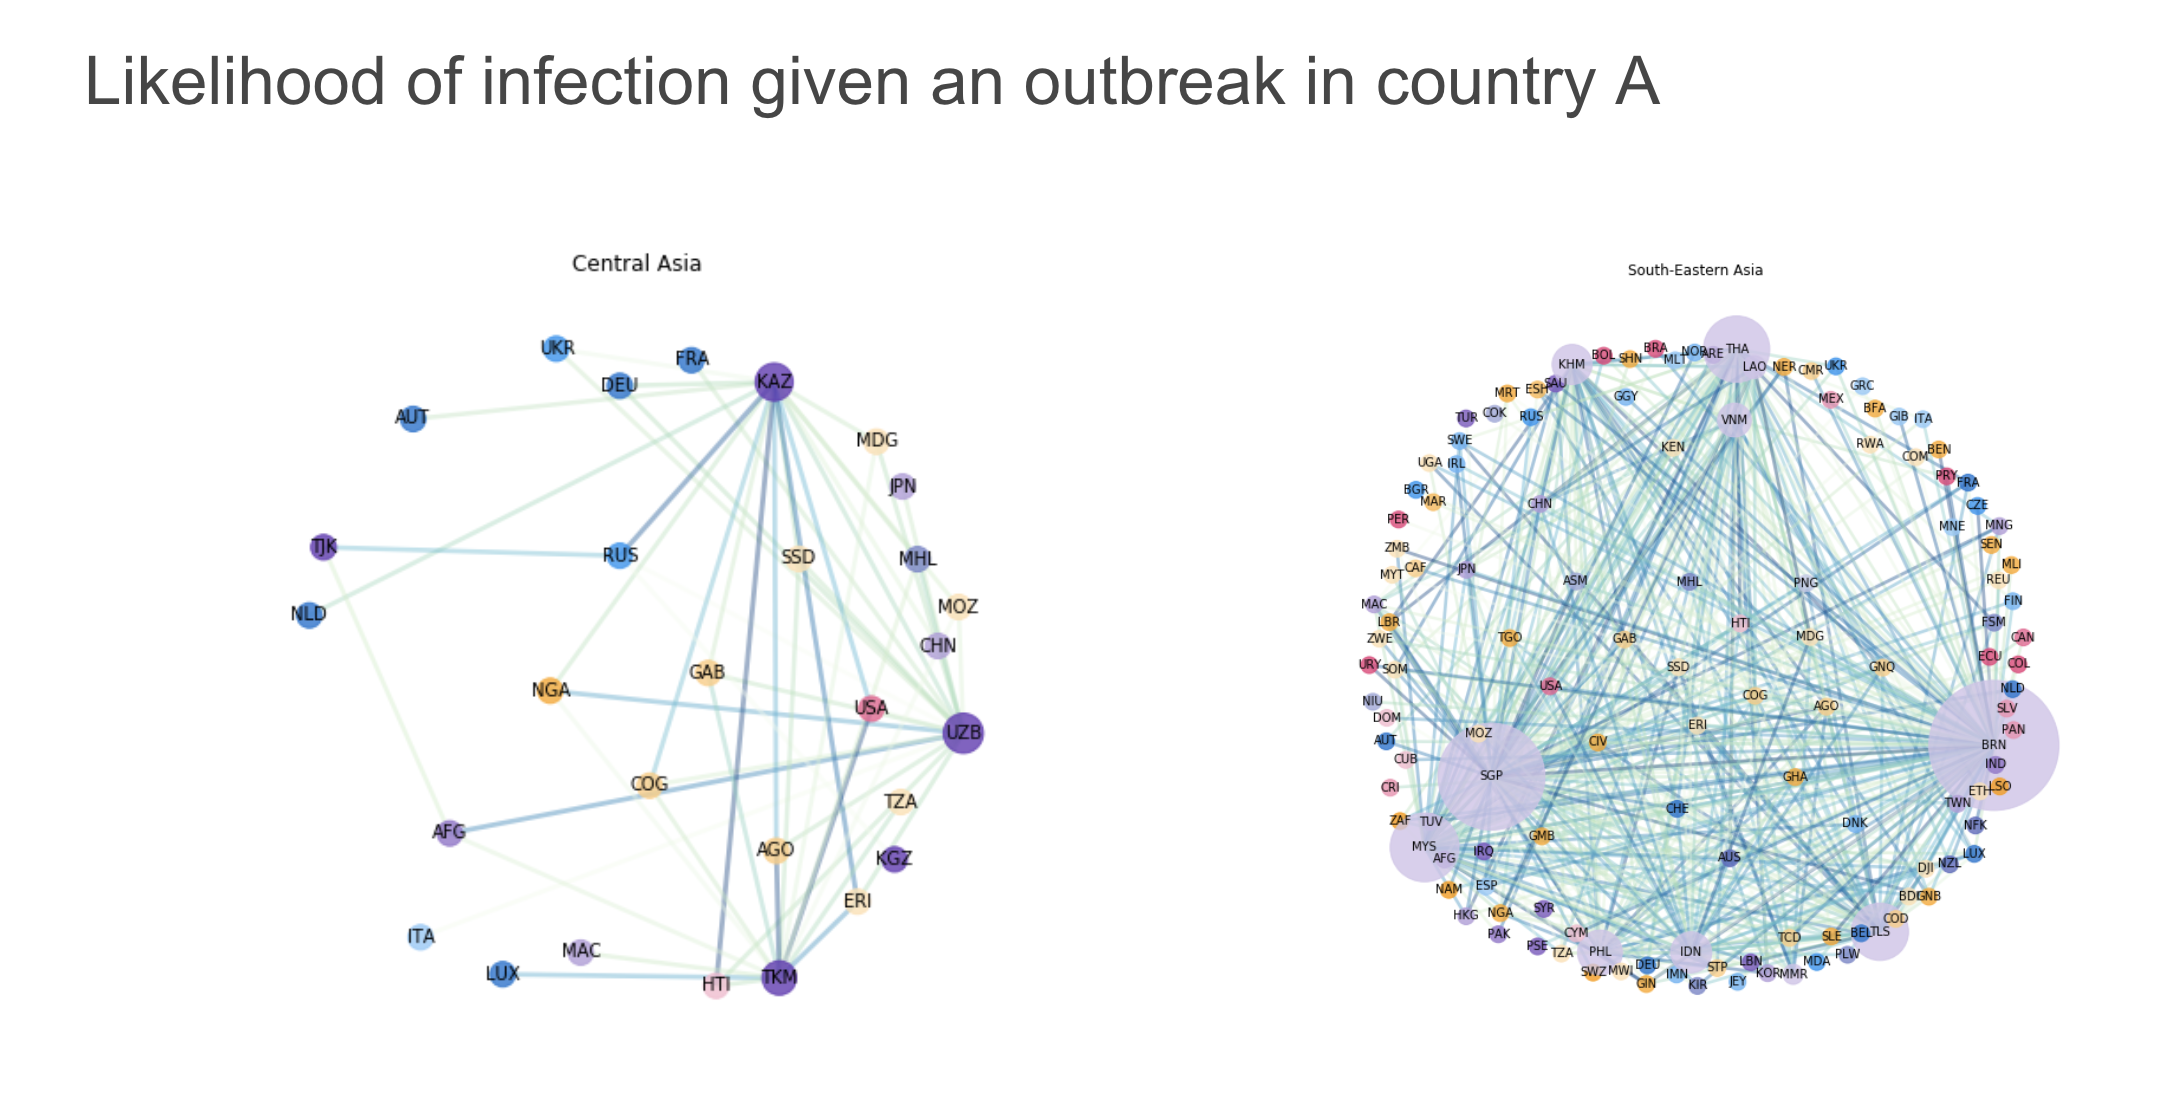 Likelihood of infection given an outbreak in country A
Central Asia
UKR
FRA
DEU
KAZ
AUT
MDG
JPN
TJK
RUS
SSD
MHL
NLD
MOZ
CHN
GAB
NGA
USA
UZB
COG
TZA
AFG
AGO
KGZ
ERI
ITA
MAC
LUX
HTI
TKM
South-Eastern Asia
KHM
BOL
SHN
BRA
MLT
NOR
ARE
THA
LAO
NER
CMR
UKR
MRT
ESH
SAU
GGY
GRC
MEX
TUR
COK
RUS
VNM
BFA
GIB
ITA
SWE
KEN
RWA
COM
BEN
UGA
IRL
BGR
MAR
PRY
FRA
CHN
CZE
PER
MNE
MNG
ZMB
SEN
MYT
CAF
JPN
ASM
MHL
PNG
MLI
REU
MAC
FIN
LBR
HTI
FSM
ZWE
TGO
GAB
MDG
CAN
URY
SOM
SSD
GNQ
ECU
COL
USA
COG
NLD
NIU
AGO
SLV
DOM
ERI
PAN
AUT
MOZ
CIV
BRN
CUB
IND
SGP
GHA
CRI
ETH
LSO
CHE
TWN
ZAF
TUV
GMB
DNK
NFK
MYS
AFG
IRQ
AUS
LUX
NZL
DJI
NAM
ESP
BDI
GNB
HKG
NGA
SYR
COD
PAK
CYM
TCD
SLE
BEL
TLS
PSE
TZA
PHL
IDN
PLW
SWZ
MWI
DEU
IMN
STP
LBN
KOR
MMR
MDA
GIN
KIR
JEY